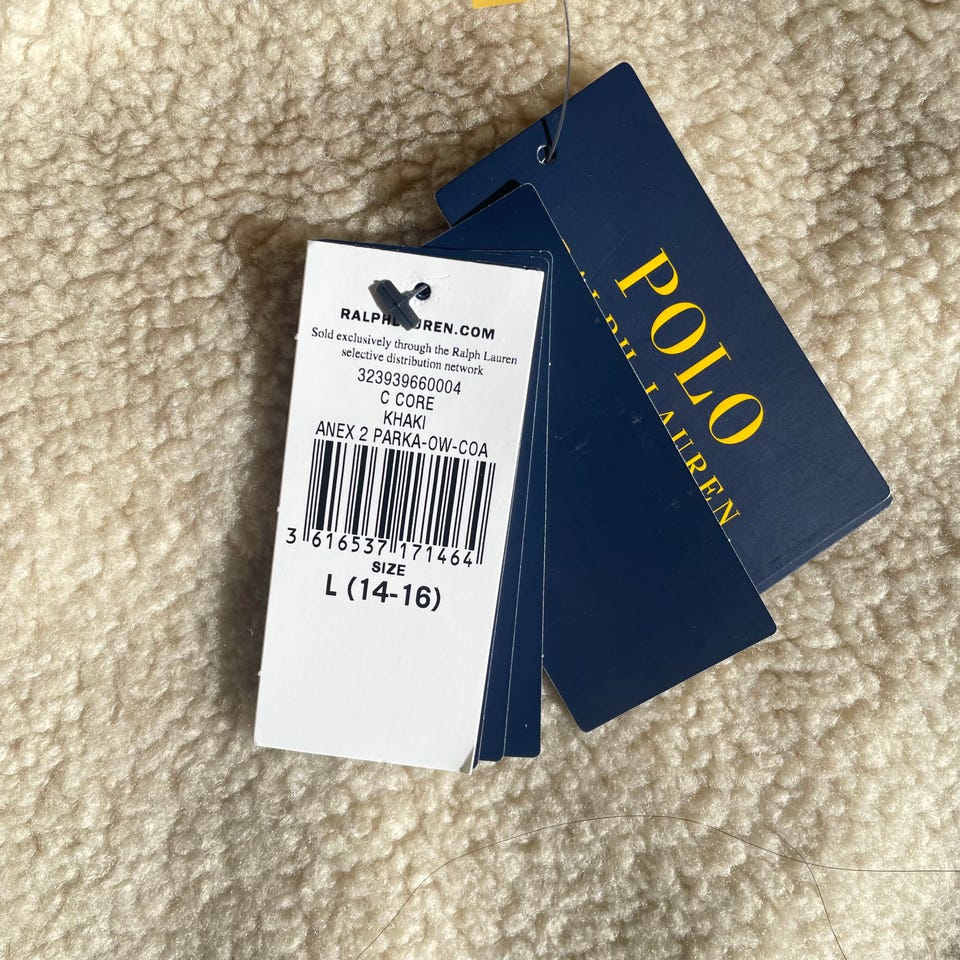 RALPHLAUREN.COM
Sold exclusively through the Ralph Lauren
selective distribution network
323939660004
C CORE
KHAKI
ANEX 2 PARKA-OW-COA
3 616537 171464
SIZE
L (14-16)
POLO
LAUREN